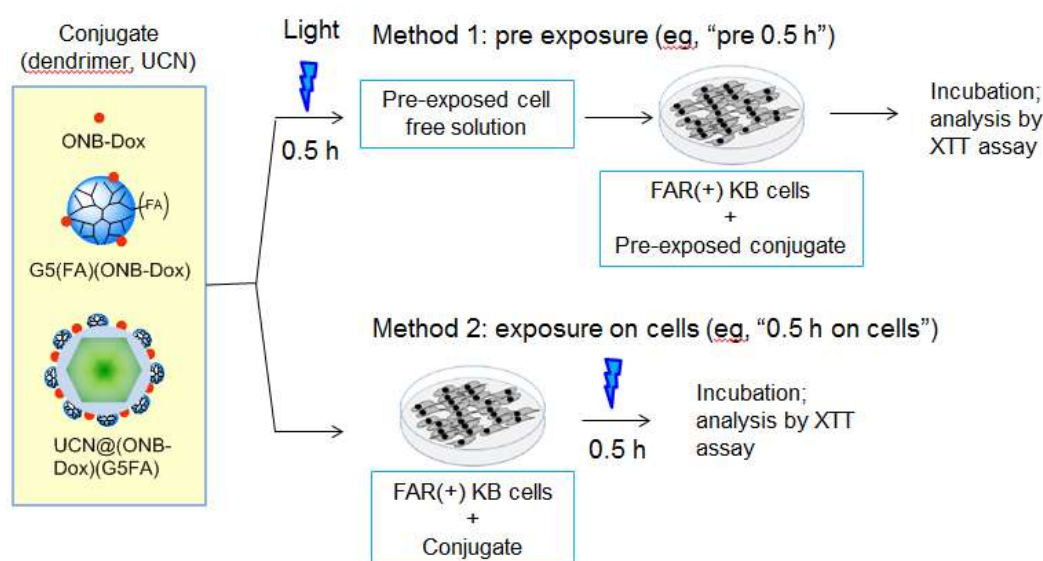 Conjugate
(dendrimer, UCN)
ONB-Dox
(FA)
G5(FA)(ONB-Dox)
UCN@(ONB-
Dox)(G5FA)
Light
0.5 h
Method 1: pre exposure (eg, “pre 0.5 h”)
Pre-exposed cell
free solution
FAR(+) KB cells
+
Pre-exposed conjugate
Incubation;
analysis by
XTT assay
Method 2: exposure on cells (eg, “0.5 h on cells”)
FAR(+) KB cells
+
Conjugate
0.5 h
Incubation;
analysis by XTT
assay